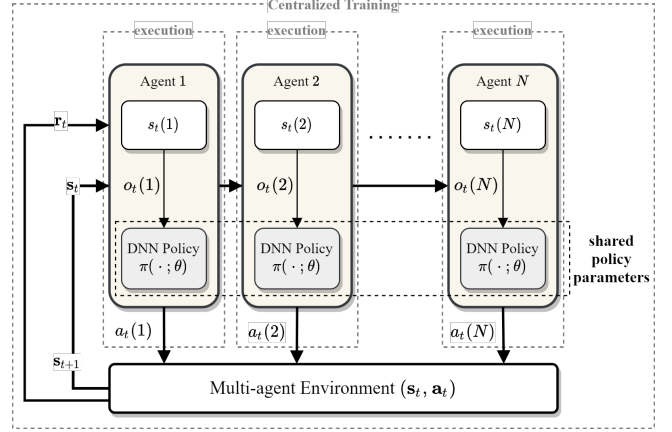 Centralized Training
execution execution execution
Agent 1 Agent 2 Agent N
s_t(1) s_t(2) ....... s_t(N)
r_t
s_t
o_t(1) o_t(2) o_t(N)
DNN Policy DNN Policy DNN Policy
π( · ; θ) π( · ; θ) π( · ; θ)
shared
policy
parameters
a_t(1) a_t(2) a_t(N)
s_{t+1}
Multi-agent Environment (s_t, a_t)